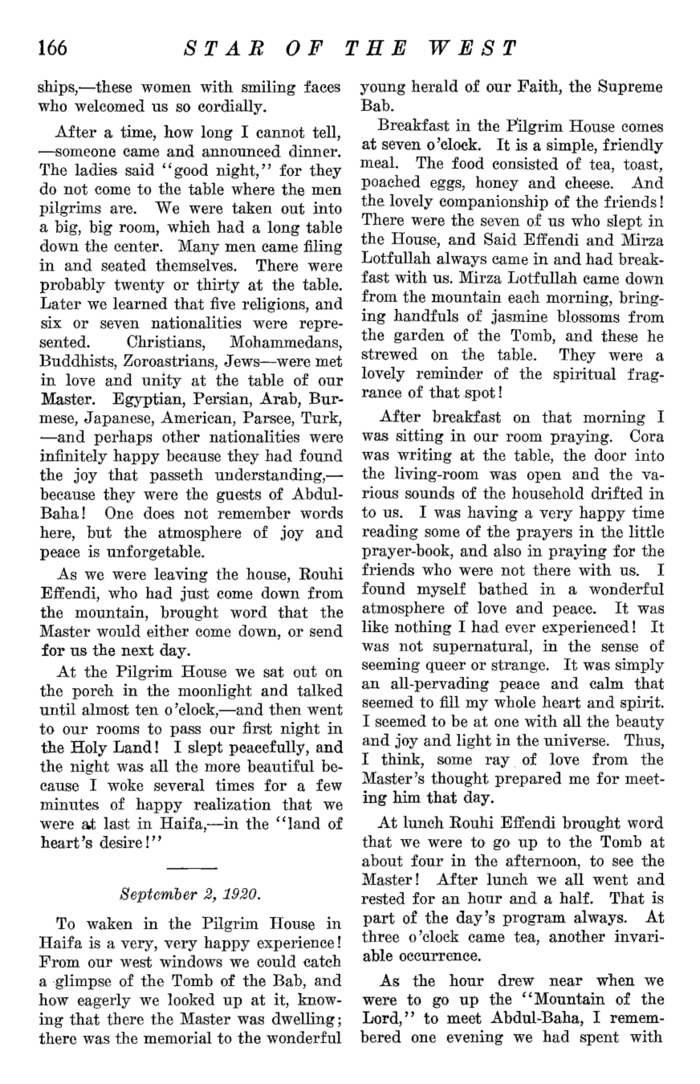 166
STAR OF THE WEST
ships,—these women with smiling faces
who welcomed us so cordially.
After a time, how long I cannot tell,
—someone came and announced dinner.
The ladies said "good night," for they
do not come to the table where the men
pilgrims are. We were taken out into
a big, big room, which had a long table
down the center. Many men came filing
in and seated themselves. There were
probably twenty or thirty at the table.
Later we learned that five religions, and
six or seven nationalities were repre-
sented. Christians, Mohammedans,
Buddhists, Zoroastrians, Jews—were met
in love and unity at the table of our
Master. Egyptian, Persian, Arab, Bur-
mese, Japanese, American, Parsee, Turk,
—and perhaps other nationalities were
infinitely happy because they had found
the joy that passeth understanding,—
because they were the guests of Abdul-
Baha! One does not remember words
here, but the atmosphere of joy and
peace is unforgetable.
As we were leaving the house, Rouhi
Effendi, who had just come down from
the mountain, brought word that the
Master would either come down, or send
for us the next day.
At the Pilgrim House we sat out on
the porch in the moonlight and talked
until almost ten o'clock,—and then went
to our rooms to pass our first night in
the Holy Land! I slept peacefully, and
the night was all the more beautiful be-
cause I woke several times for a few
minutes of happy realization that we
were at last in Haifa,—in the "land of
heart's desire!"
September 2, 1920.
To waken in the Pilgrim House in
Haifa is a very, very happy experience!
From our west windows we could catch
a glimpse of the Tomb of the Bab, and
how eagerly we looked up at it, know-
ing that there the Master was dwelling;
there was the memorial to the wonderful
young herald of our Faith, the Supreme
Bab.
Breakfast in the Pilgrim House comes
at seven o'clock. It is a simple, friendly
meal. The food consisted of tea, toast,
poached eggs, honey and cheese. And
the lovely companionship of the friends!
There were the seven of us who slept in
the House, and Said Effendi and Mirza
Lotfullah always came in and had break-
fast with us. Mirza Lotfullah came down
from the mountain each morning, bring-
ing handfuls of jasmine blossoms from
the garden of the Tomb, and these he
strewed on the table. They were a
lovely reminder of the spiritual frag-
rance of that spot!
After breakfast on that morning I
was sitting in our room praying. Cora
was writing at the table, the door into
the living-room was open and the va-
rious sounds of the household drifted in
to us. I was having a very happy time
reading some of the prayers in the little
prayer-book, and also in praying for the
friends who were not there with us. I
found myself bathed in a wonderful
atmosphere of love and peace. It was
like nothing I had ever experienced! It
was not supernatural, in the sense of
seeming queer or strange. It was simply
an all-pervading peace and calm that
seemed to fill my whole heart and spirit.
I seemed to be at one with all the beauty
and joy and light in the universe. Thus,
I think, some ray of love from the
Master's thought prepared me for meet-
ing him that day.
At lunch Rouhi Effendi brought word
that we were to go up to the Tomb at
about four in the afternoon, to see the
Master! After lunch we all went and
rested for an hour and a half. That is
part of the day's program always. At
three o'clock came tea, another invari-
able occurrence.
As the hour drew near when we
were to go up the "Mountain of the
Lord," to meet Abdul-Baha, I remem-
bered one evening we had spent with